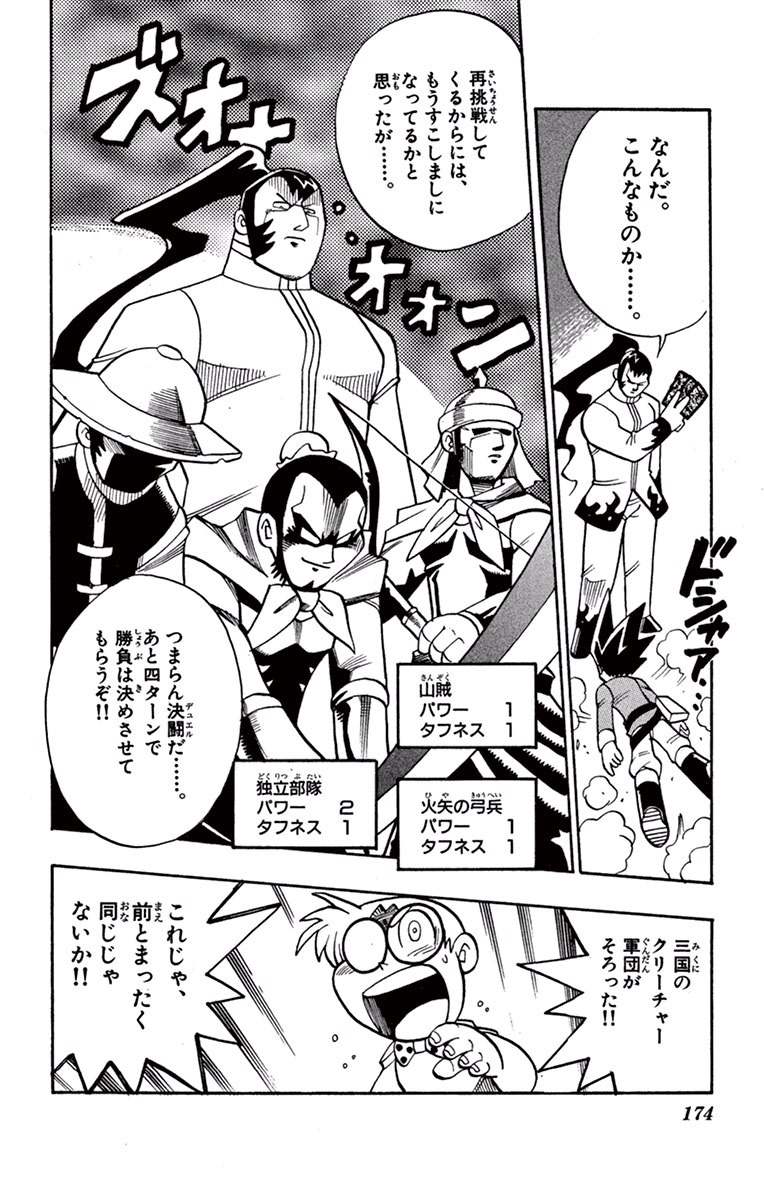 なんだ。
こんなものか……。
ドシャア…
再挑戦して
くるからには、
もうすこしましに
なってるかと
思ったが……。
ズオォ
オォン
山賊
パワー 1
タフネス 1
独立部隊
パワー 2
タフネス 1
火矢の弓兵
パワー 1
タフネス 1
つまらん決闘だ……。
あと四ターンで
勝負は決めさせて
もらうぞ!!
三国の
クリーチャー
軍団が
そろった!!
これじゃ、
前とまったく
同じじゃ
ないか!!
174